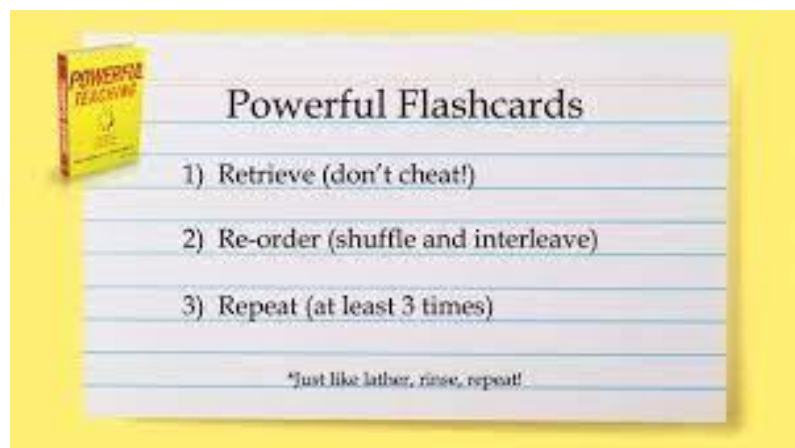 POWERFUL
TEACHING
Powerful Flashcards
1) Retrieve (don't cheat!)
2) Re-order (shuffle and interleave)
3) Repeat (at least 3 times)
*Just like lather, rinse, repeat!